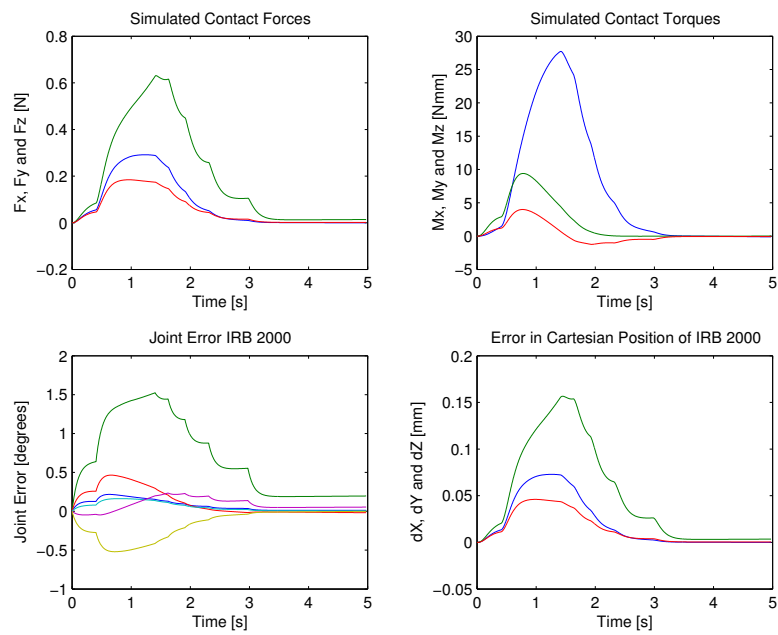 Simulated Contact Forces
Fx, Fy and Fz [N]
0.8
0.6
0.4
0.2
0
−0.2
0 1 2 3 4 5
Time [s]
Simulated Contact Torques
Mx, My and Mz [Nmm]
30
25
20
15
10
5
0
−5
0 1 2 3 4 5
Time [s]
Joint Error IRB 2000
Joint Error [degrees]
2
1.5
1
0.5
0
−0.5
−1
0 1 2 3 4 5
Time [s]
Error in Cartesian Position of IRB 2000
dX, dY and dZ [mm]
0.2
0.15
0.1
0.05
0
−0.05
0 1 2 3 4 5
Time [s]